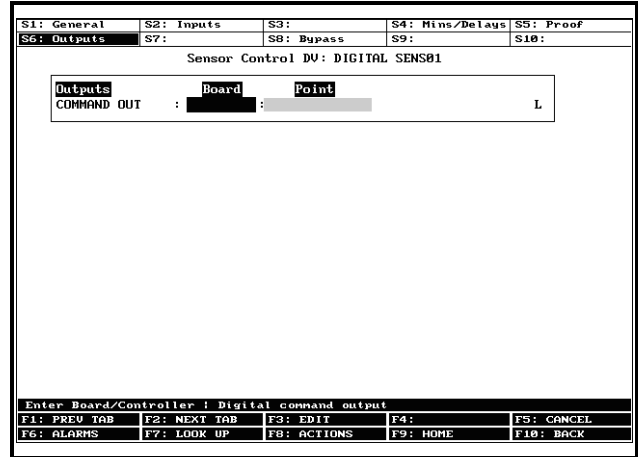 S1: General S2: Inputs S3: S4: Mins/Delays S5: Proof
S6: Outputs S7: S8: Bypass S9: S10:
Sensor Control DV: DIGITAL SENS01
Outputs Board Point
COMMAND OUT : : L
Enter Board/Controller | Digital command output
F1: PREV TAB F2: NEXT TAB F3: EDIT F4: F5: CANCEL
F6: ALARMS F7: LOOK UP F8: ACTIONS F9: HOME F10: BACK